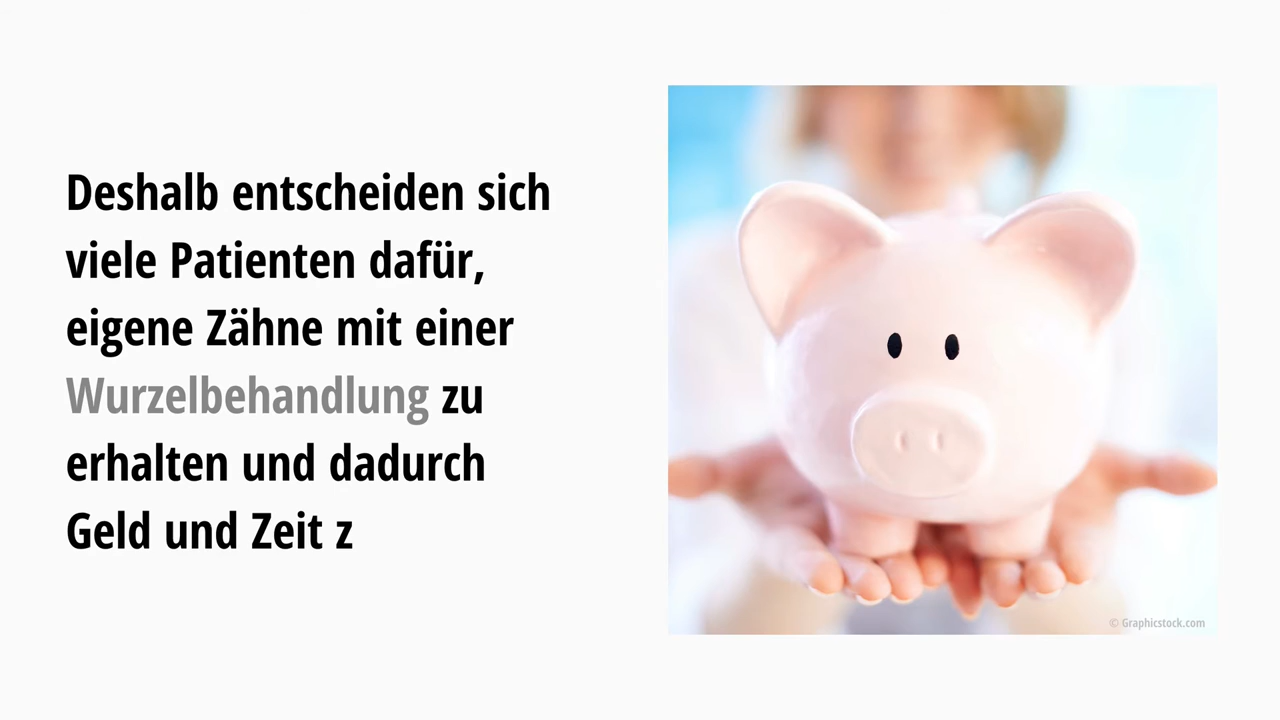 Deshalb entscheiden sich
viele Patienten dafür,
eigene Zähne mit einer
Wurzelbehandlung zu
erhalten und dadurch
Geld und Zeit z
© Graphicstock.com